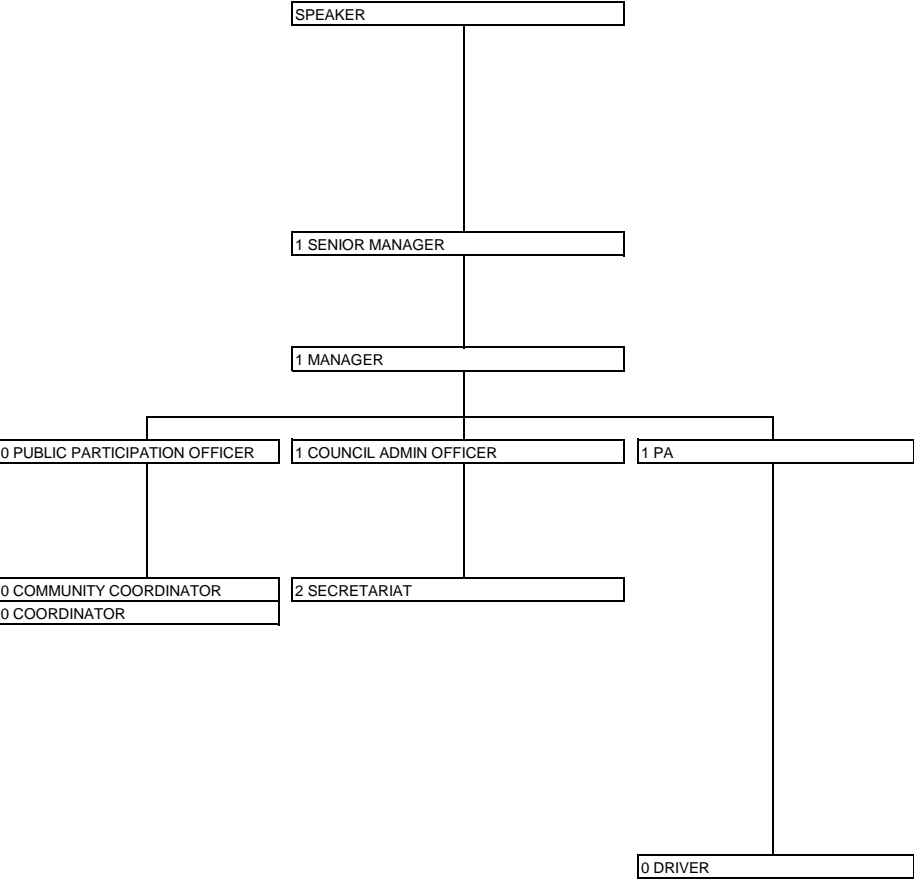 SPEAKER
1 SENIOR MANAGER
1 MANAGER
0 PUBLIC PARTICIPATION OFFICER
1 COUNCIL ADMIN OFFICER
1 PA
0 COMMUNITY COORDINATOR
2 SECRETARIAT
0 COORDINATOR
0 DRIVER